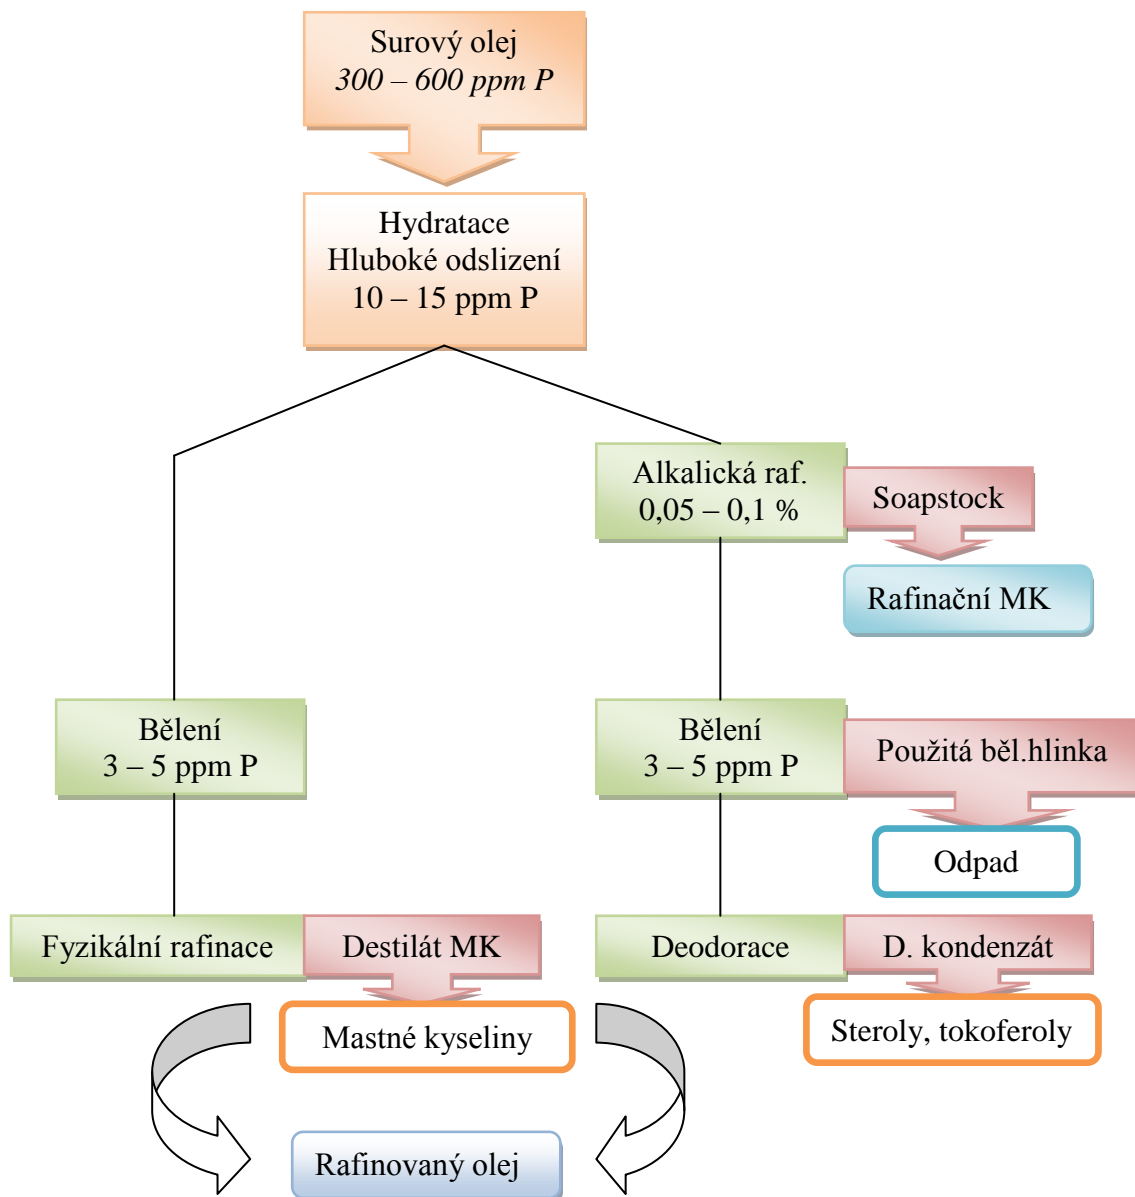 Surový olej
300 – 600 ppm P
Hydratace
Hluboké odslizení
10 – 15 ppm P
Alkalická raf.
0,05 – 0,1 %
Soapstock
Rafinační MK
Bělení
3 – 5 ppm P
Bělení
3 – 5 ppm P
Použitá běl.hlinka
Odpad
Fyzikální rafinace
Destilát MK
Deodorace
D. kondenzát
Mastné kyseliny
Steroly, tokoferoly
Rafinovaný olej